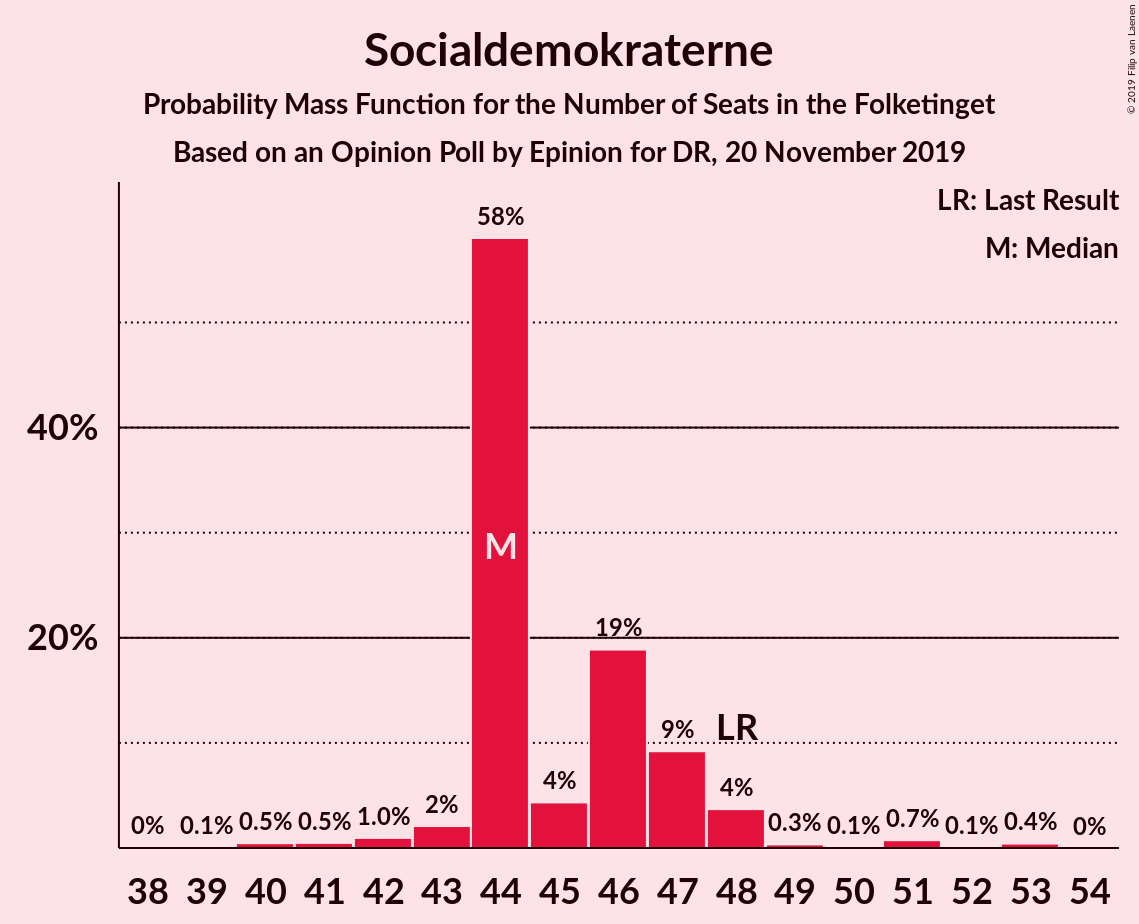 Socialdemokraterne
Probability Mass Function for the Number of Seats in the Folketinget
Based on an Opinion Poll by Epinion for DR, 20 November 2019
© 2019 Filip van Laenen
LR: Last Result
M: Median
58%
40%
M
20%
19%
9%
LR
4%
4%
0%
0.1%
0.5%
0.5%
1.0%
2%
0.3%
0.1%
0.7%
0.1%
0.4%
0%
38 39 40 41 42 43 44 45 46 47 48 49 50 51 52 53 54